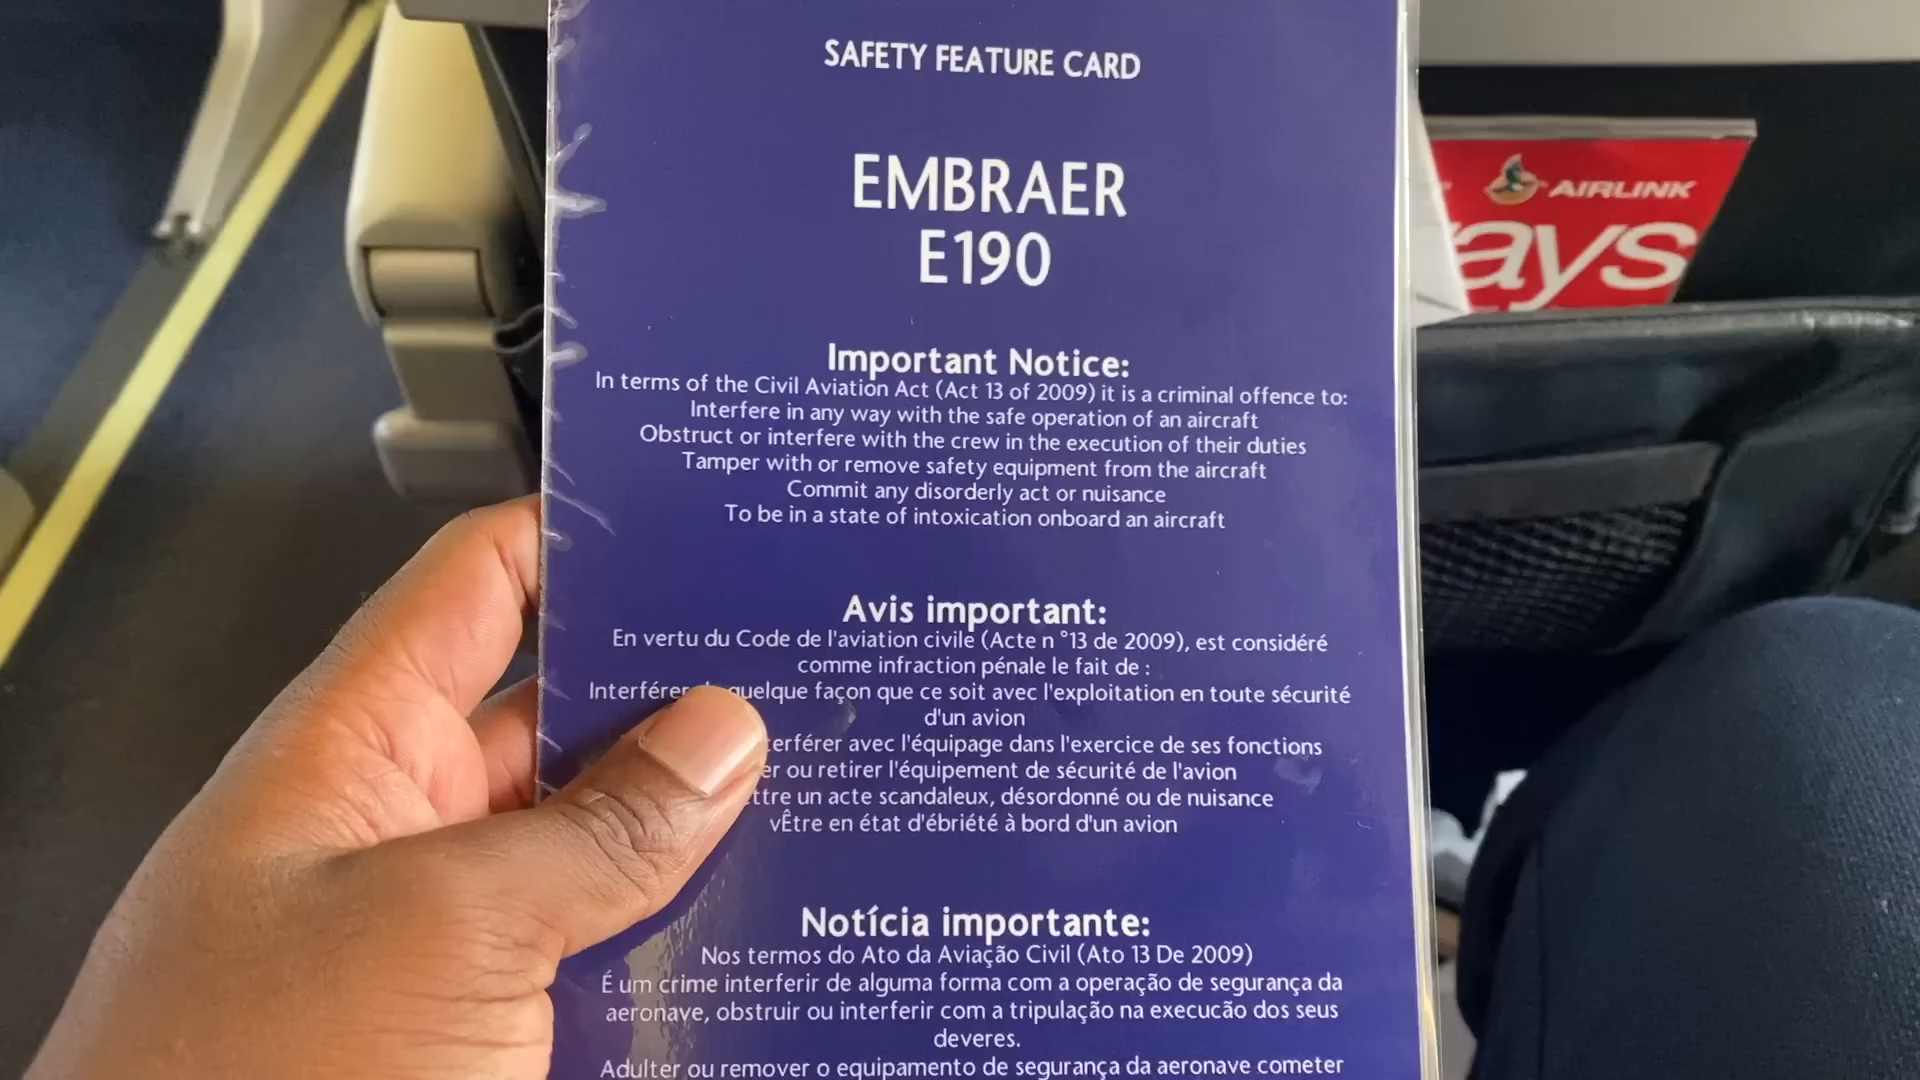 SAFETY FEATURE CARD
EMBRAER
E190
Important Notice:
In terms of the Civil Aviation Act (Act 13 of 2009) it is a criminal offence to:
Interfere in any way with the safe operation of an aircraft
Obstruct or interfere with the crew in the execution of their duties
Tamper with or remove safety equipment from the aircraft
Commit any disorderly act or nuisance
To be in a state of intoxication onboard an aircraft
Avis important:
En vertu du Code de l'aviation civile (Acte n°13 de 2009), est considéré
comme infraction pénale le fait de :
Interférer quelque façon que ce soit avec l'exploitation en toute sécurité
d'un avion
avec l'équipage dans l'exercice de ses fonctions
ou retirer l'équipement de sécurité de l'avion
un acte scandaleux, désordonné ou de nuisance
vÊtre en état d'ébriété à bord d'un avion
Notícia importante:
Nos termos do Ato da Aviação Civil (Ato 13 De 2009)
É um crime interferir de alguma forma com a operação de segurança da
aeronave, obstruir ou interferir com a tripulação na execucão dos seus
deveres.
Adulter ou remover o equipamento de segurança da aeronave cometer
AIRLINK
ays